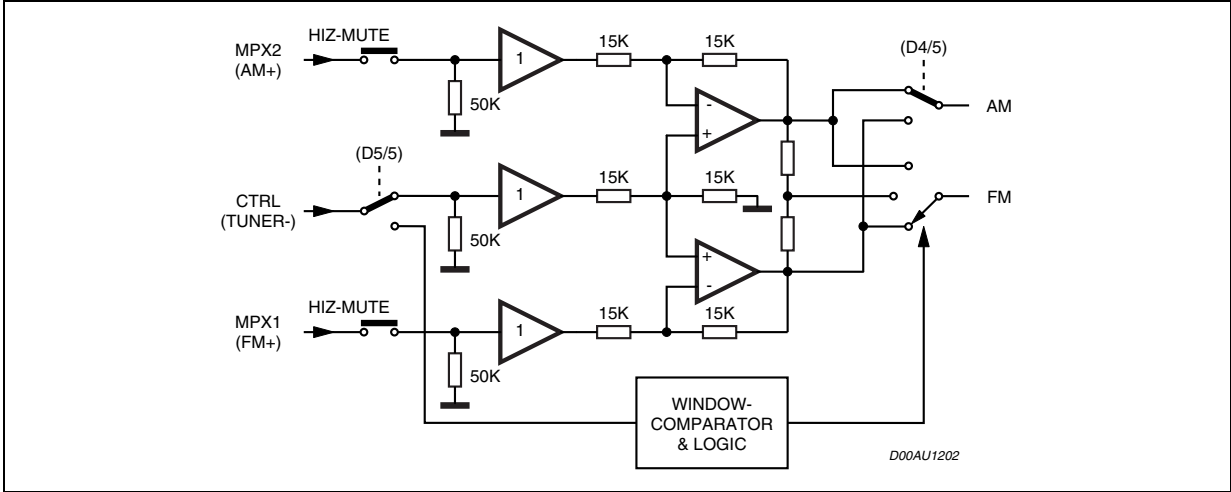 HIZ-MUTE
MPX2
(AM+)
50K
1
15K
15K
-
+
(D4/5)
AM
(D5/5)
CTRL
(TUNER-)
50K
1
15K
15K
FM
+
-
HIZ-MUTE
MPX1
(FM+)
50K
1
15K
15K
WINDOW-
COMPARATOR
& LOGIC
D00AU1202